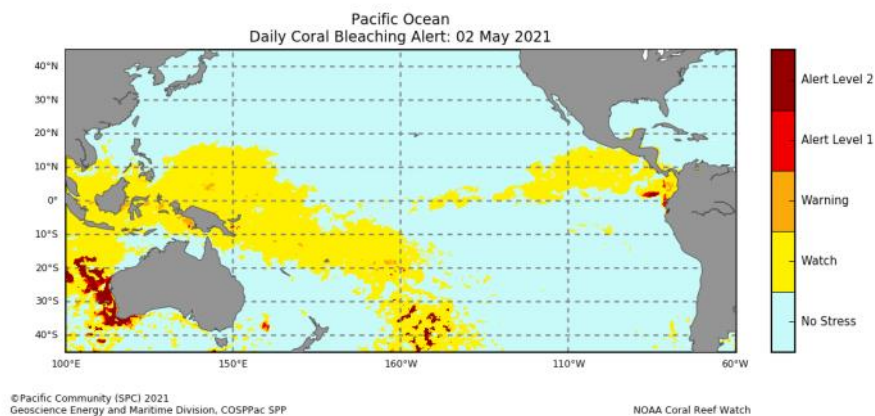 Pacific Ocean
Daily Coral Bleaching Alert: 02 May 2021
40°N
30°N
20°N
10°N
0°
10°S
20°S
30°S
40°S
100°E
150°E
160°W
110°W
60°W
Alert Level 2
Alert Level 1
Warning
Watch
No Stress
©Pacific Community (SPC) 2021
Geoscience Energy and Maritime Division, COSPPac SPP
NOAA Coral Reef Watch